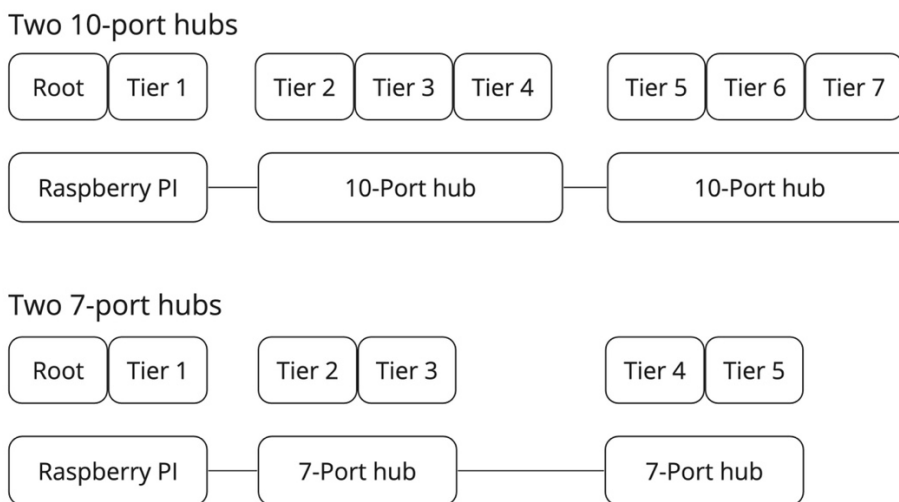 Two 10-port hubs
Root Tier 1 Tier 2 Tier 3 Tier 4 Tier 5 Tier 6 Tier 7
Raspberry PI 10-Port hub 10-Port hub
Two 7-port hubs
Root Tier 1 Tier 2 Tier 3 Tier 4 Tier 5
Raspberry PI 7-Port hub 7-Port hub